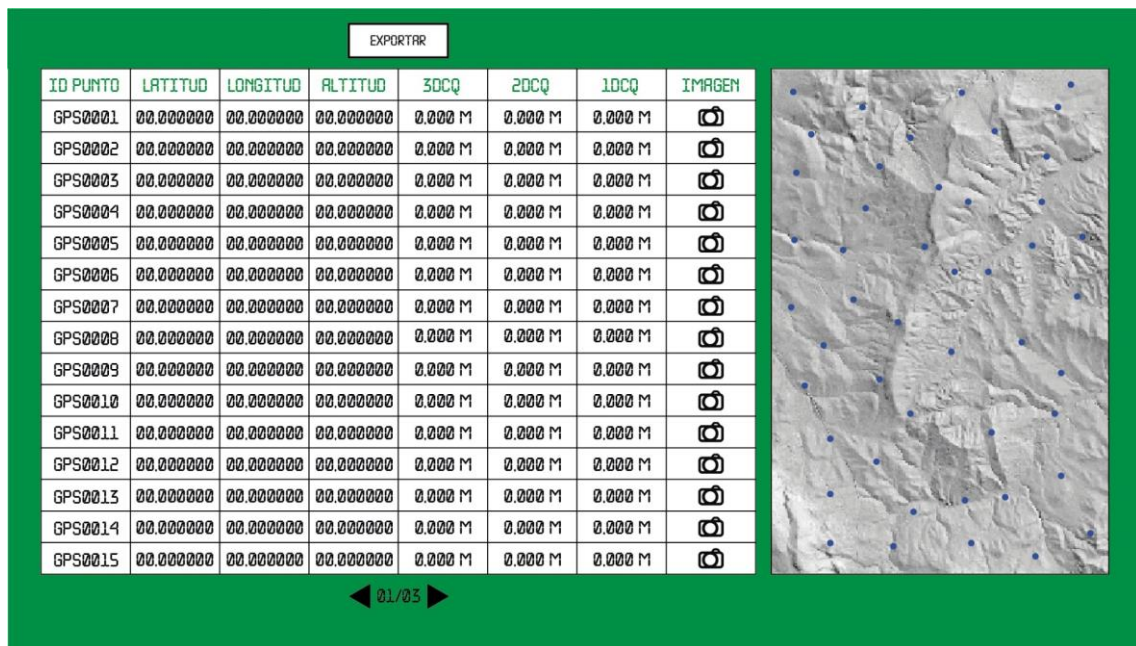 EXPORTAR
ID PUNTO LATITUD LONGITUD ALTITUD 3DCQ 2DCQ 1DCQ IMAGEN
GPS0001 00.000000 00.000000 00.000000 0.000 M 0.000 M 0.000 M
GPS0002 00.000000 00.000000 00.000000 0.000 M 0.000 M 0.000 M
GPS0003 00.000000 00.000000 00.000000 0.000 M 0.000 M 0.000 M
GPS0004 00.000000 00.000000 00.000000 0.000 M 0.000 M 0.000 M
GPS0005 00.000000 00.000000 00.000000 0.000 M 0.000 M 0.000 M
GPS0006 00.000000 00.000000 00.000000 0.000 M 0.000 M 0.000 M
GPS0007 00.000000 00.000000 00.000000 0.000 M 0.000 M 0.000 M
GPS0008 00.000000 00.000000 00.000000 0.000 M 0.000 M 0.000 M
GPS0009 00.000000 00.000000 00.000000 0.000 M 0.000 M 0.000 M
GPS0010 00.000000 00.000000 00.000000 0.000 M 0.000 M 0.000 M
GPS0011 00.000000 00.000000 00.000000 0.000 M 0.000 M 0.000 M
GPS0012 00.000000 00.000000 00.000000 0.000 M 0.000 M 0.000 M
GPS0013 00.000000 00.000000 00.000000 0.000 M 0.000 M 0.000 M
GPS0014 00.000000 00.000000 00.000000 0.000 M 0.000 M 0.000 M
GPS0015 00.000000 00.000000 00.000000 0.000 M 0.000 M 0.000 M
01/03